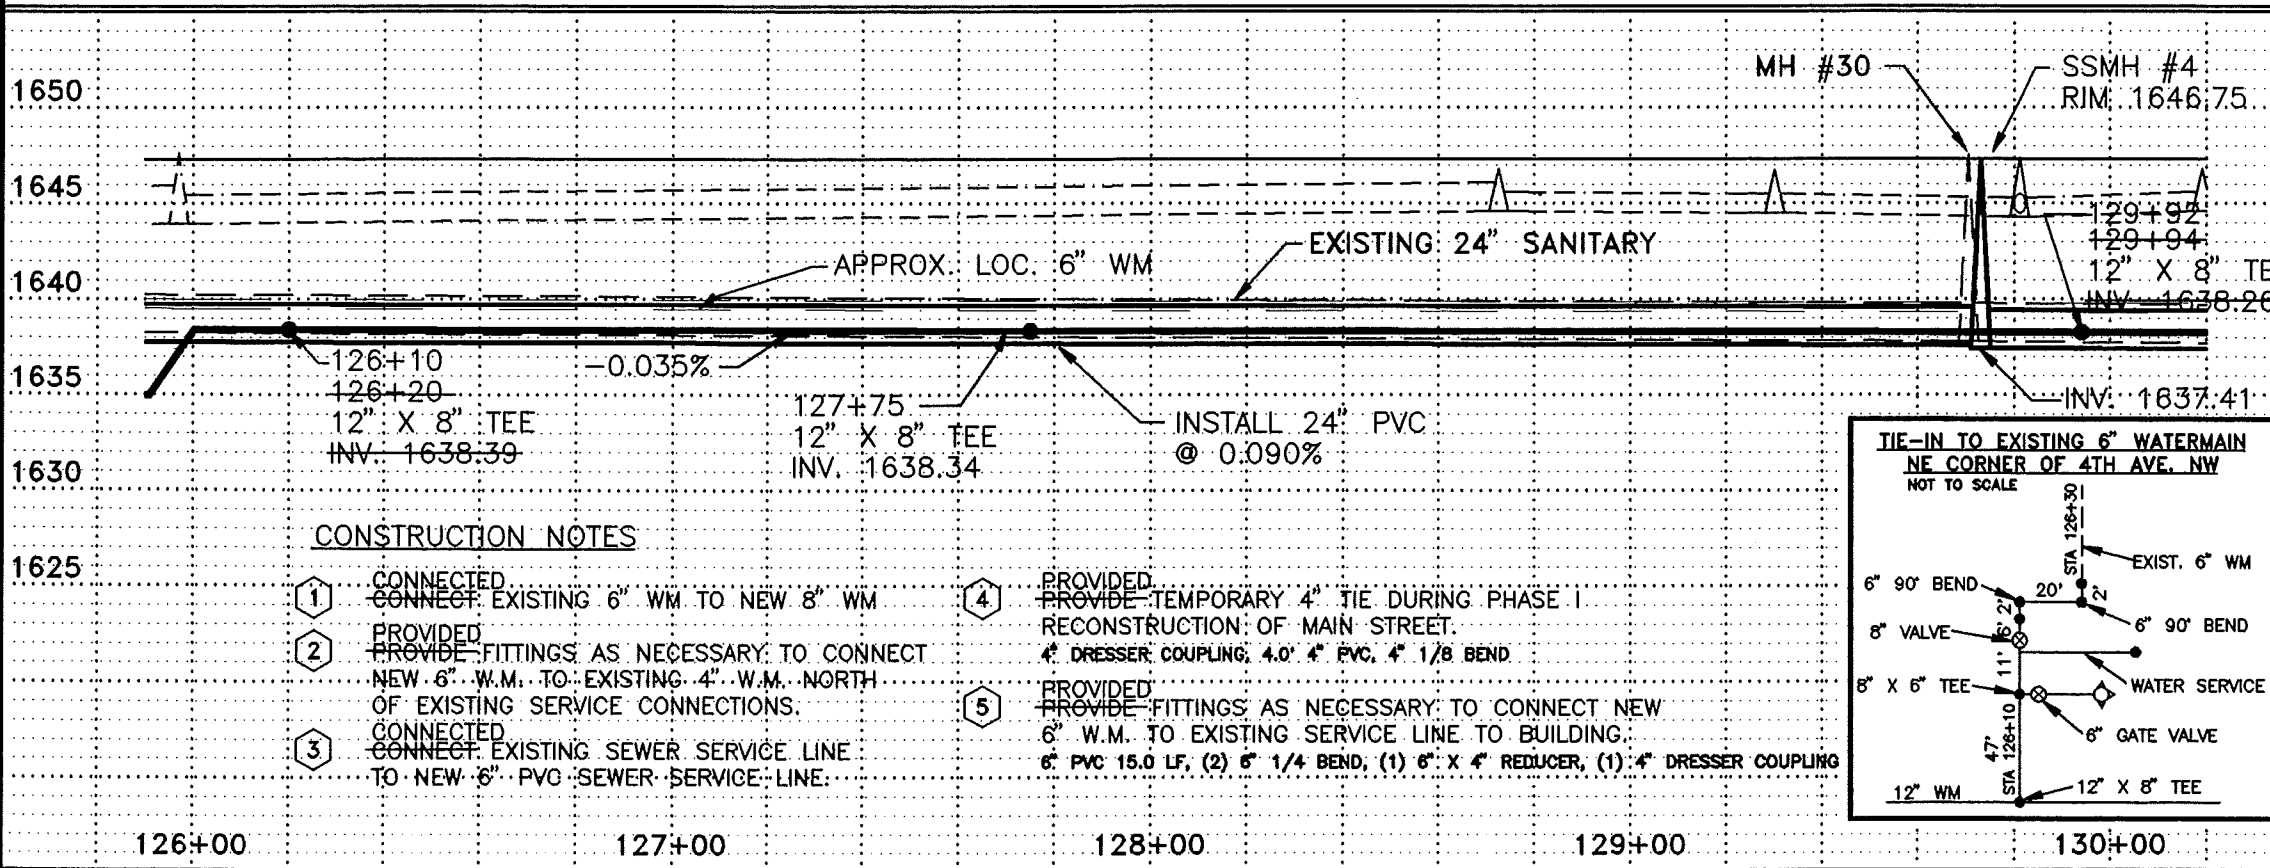 1650
1645
1640
1635
1630
1625
MH #30
SSMH #4
RIM 1646.75
APPROX. LOC. 6" WM
EXISTING 24" SANITARY
129+92
129+94
12" X 8" TE
INV. 1638.26
126+10
126+20
12" X 8" TEE
INV. 1638.39
-0.035%
127+75
12" X 8" TEE
INV. 1638.34
INSTALL 24" PVC
@ 0.090%
INV. 1637.41
CONSTRUCTION NOTES
1
CONNECTED
CONNECT EXISTING 6" WM TO NEW 8" WM
2
PROVIDED
PROVIDE FITTINGS AS NECESSARY TO CONNECT
NEW 6" W.M. TO EXISTING 4" W.M. NORTH
OF EXISTING SERVICE CONNECTIONS.
3
CONNECTED
CONNECT EXISTING SEWER SERVICE LINE
TO NEW 6" PVC SEWER SERVICE LINE.
4
PROVIDED
PROVIDE TEMPORARY 4" TIE DURING PHASE I
RECONSTRUCTION OF MAIN STREET.
4" DRESSER COUPLING, 4.0' 4" PVC, 4" 1/8 BEND
5
PROVIDED
PROVIDE FITTINGS AS NECESSARY TO CONNECT NEW
6" W.M. TO EXISTING SERVICE LINE TO BUILDING.
6" PVC 15.0 LF, (2) 6" 1/4 BEND, (1) 6" X 4" REDUCER, (1) 4" DRESSER COUPLING
TIE-IN TO EXISTING 6" WATERMAIN
NE CORNER OF 4TH AVE. NW
NOT TO SCALE
STA 126+30
EXIST. 6" WM
6" 90° BEND
20'
2'
2'
6" 90° BEND
8" VALVE
6'
11'
WATER SERVICE
8" X 6" TEE
6" GATE VALVE
47'
STA 126+10
12" WM
12" X 8" TEE
126+00
127+00
128+00
129+00
130+00